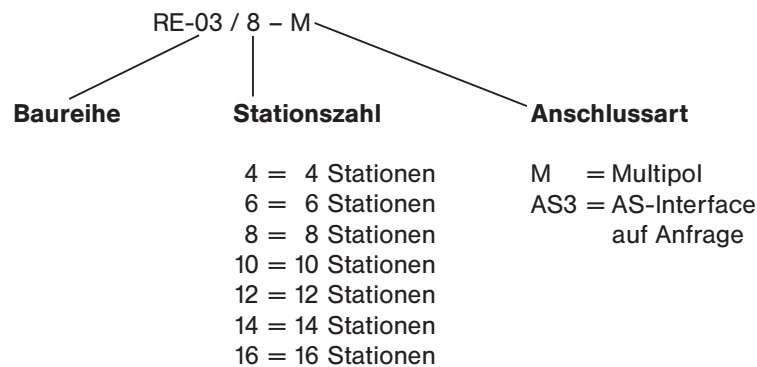 RE-03 / 8 – M
Baureihe
Stationszahl
Anschlussart
4 = 4 Stationen
6 = 6 Stationen
8 = 8 Stationen
10 = 10 Stationen
12 = 12 Stationen
14 = 14 Stationen
16 = 16 Stationen
M = Multipol
AS3 = AS-Interface
auf Anfrage